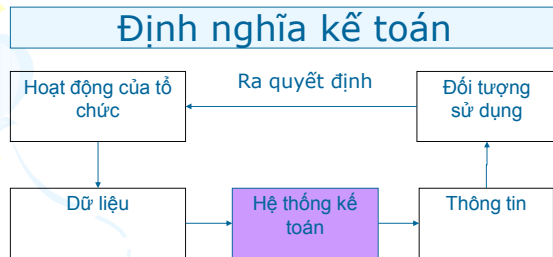 Định nghĩa kế toán
Hoạt động của tổ
chức
Ra quyết định
Đối tượng
sử dụng
Dữ liệu
Hệ thống kế
toán
Thông tin